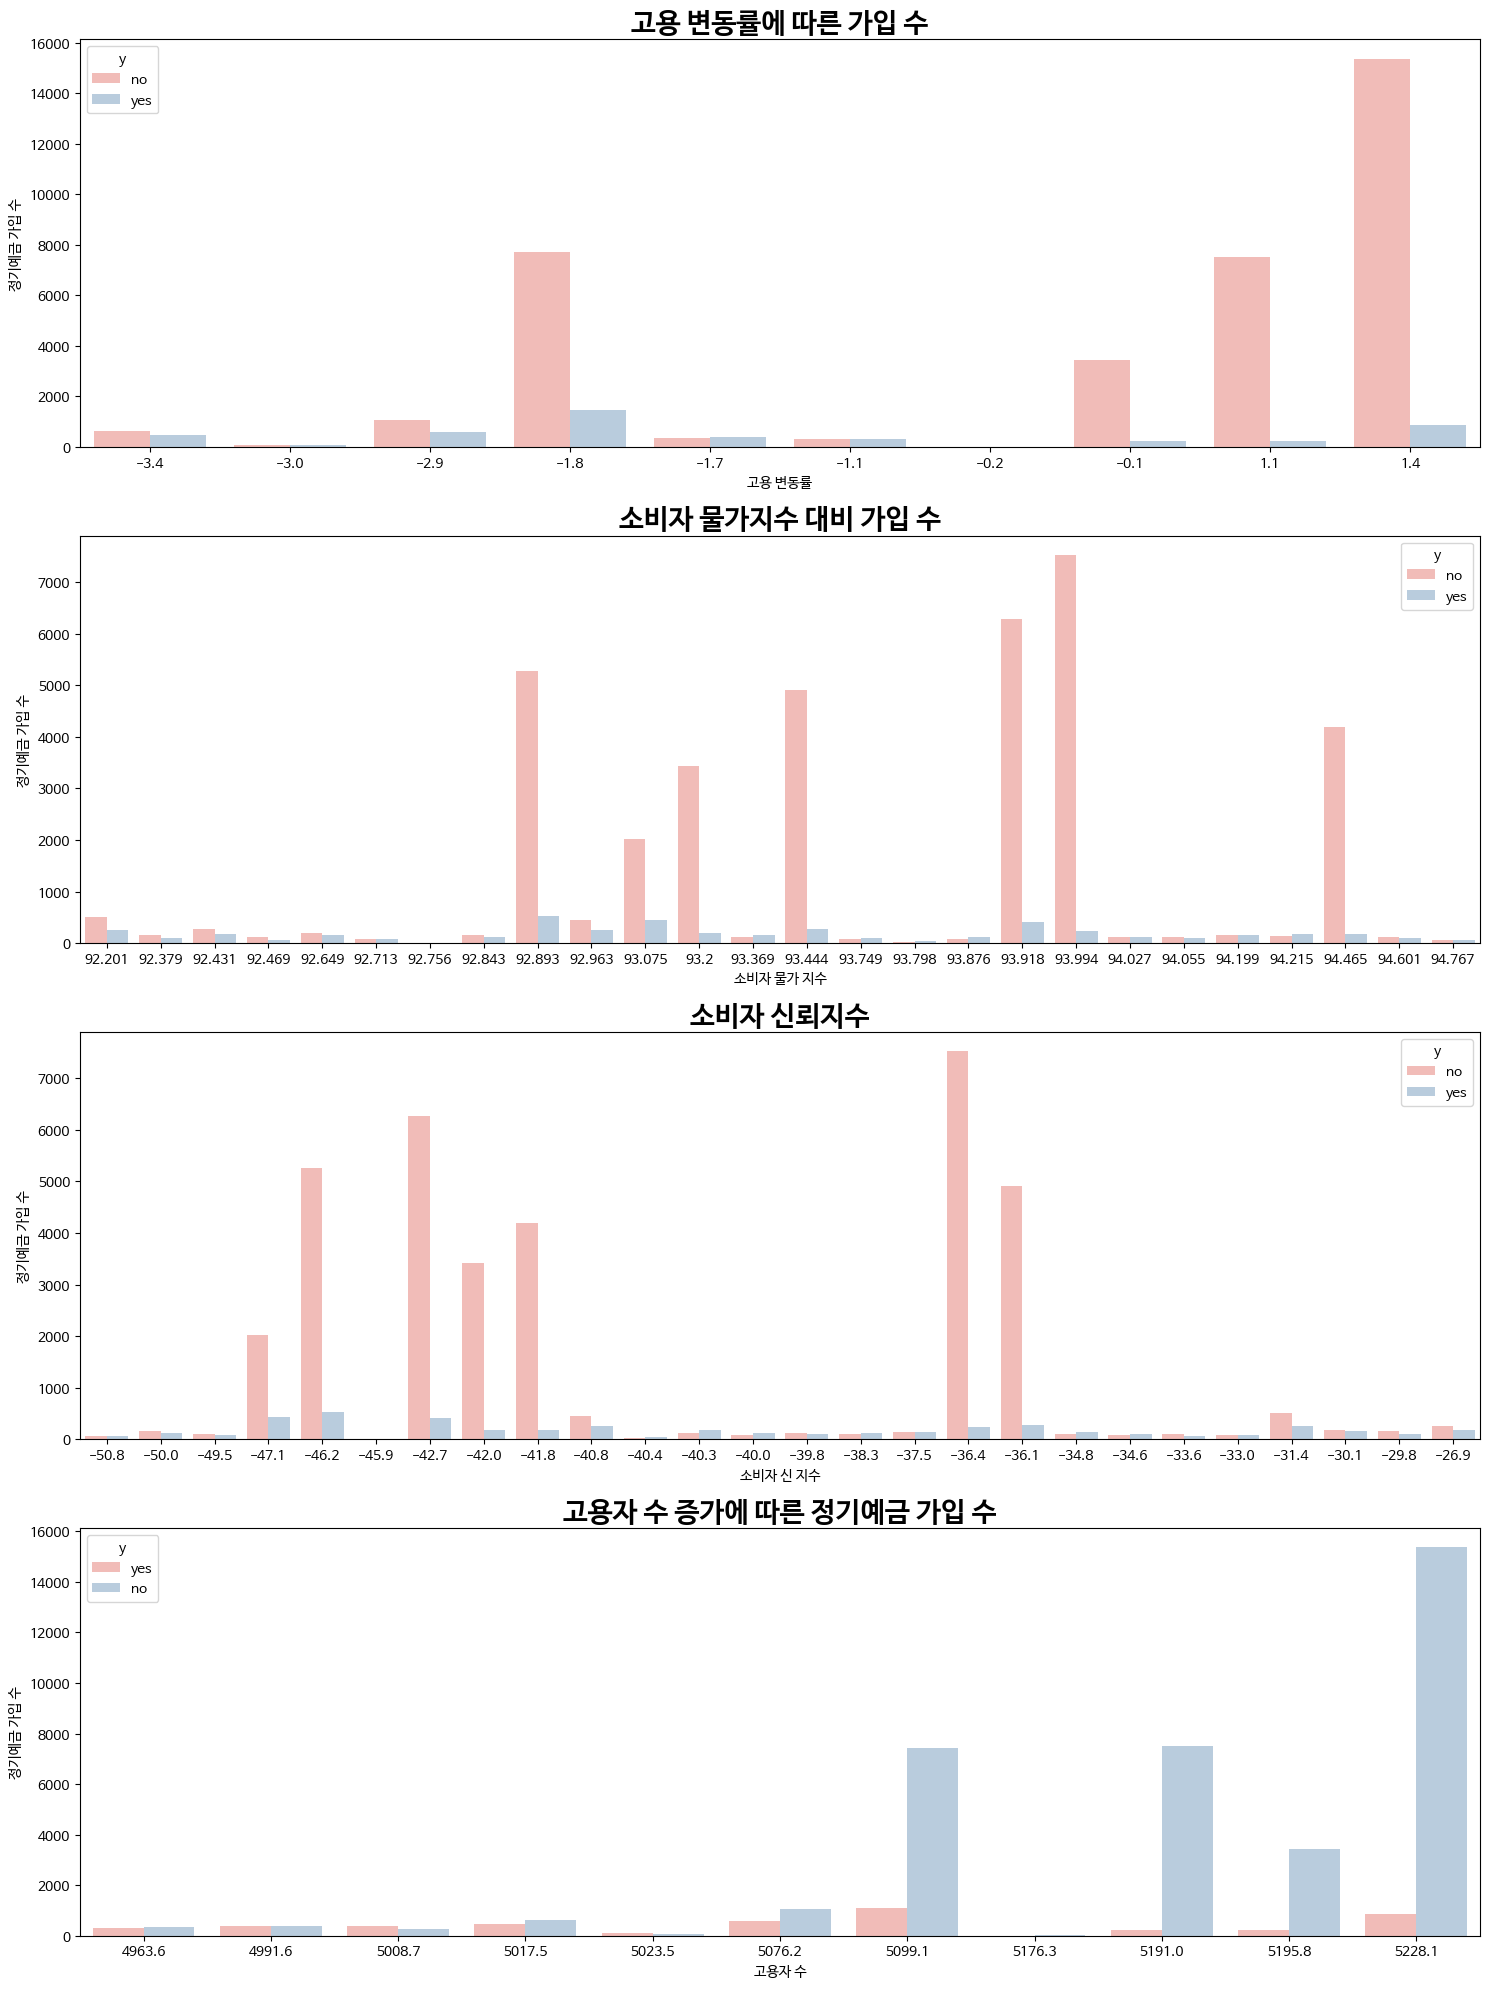 고용 변동률에 따른 가입 수
16000
14000
12000
10000
8000
6000
4000
2000
0
정기예금 가입 수
y
no
yes
−3.4 −3.0 −2.9 −1.8 −1.7 −1.1 −0.2 −0.1 1.1 1.4
고용 변동률
소비자 물가지수 대비 가입 수
7000
6000
5000
4000
3000
2000
1000
0
정기예금 가입 수
y
no
yes
92.201 92.379 92.431 92.469 92.649 92.713 92.756 92.843 92.893 92.963 93.075 93.2 93.369 93.444 93.749 93.798 93.876 93.918 93.994 94.027 94.055 94.199 94.215 94.465 94.601 94.767
소비자 물가 지수
소비자 신뢰지수
7000
6000
5000
4000
3000
2000
1000
0
정기예금 가입 수
y
no
yes
−50.8 −50.0 −49.5 −47.1 −46.2 −45.9 −42.7 −42.0 −41.8 −40.8 −40.4 −40.3 −40.0 −39.8 −38.3 −37.5 −36.4 −36.1 −34.8 −34.6 −33.6 −33.0 −31.4 −30.1 −29.8 −26.9
소비자 신 지수
고용자 수 증가에 따른 정기예금 가입 수
16000
14000
12000
10000
8000
6000
4000
2000
0
정기예금 가입 수
y
yes
no
4963.6 4991.6 5008.7 5017.5 5023.5 5076.2 5099.1 5176.3 5191.0 5195.8 5228.1
고용자 수